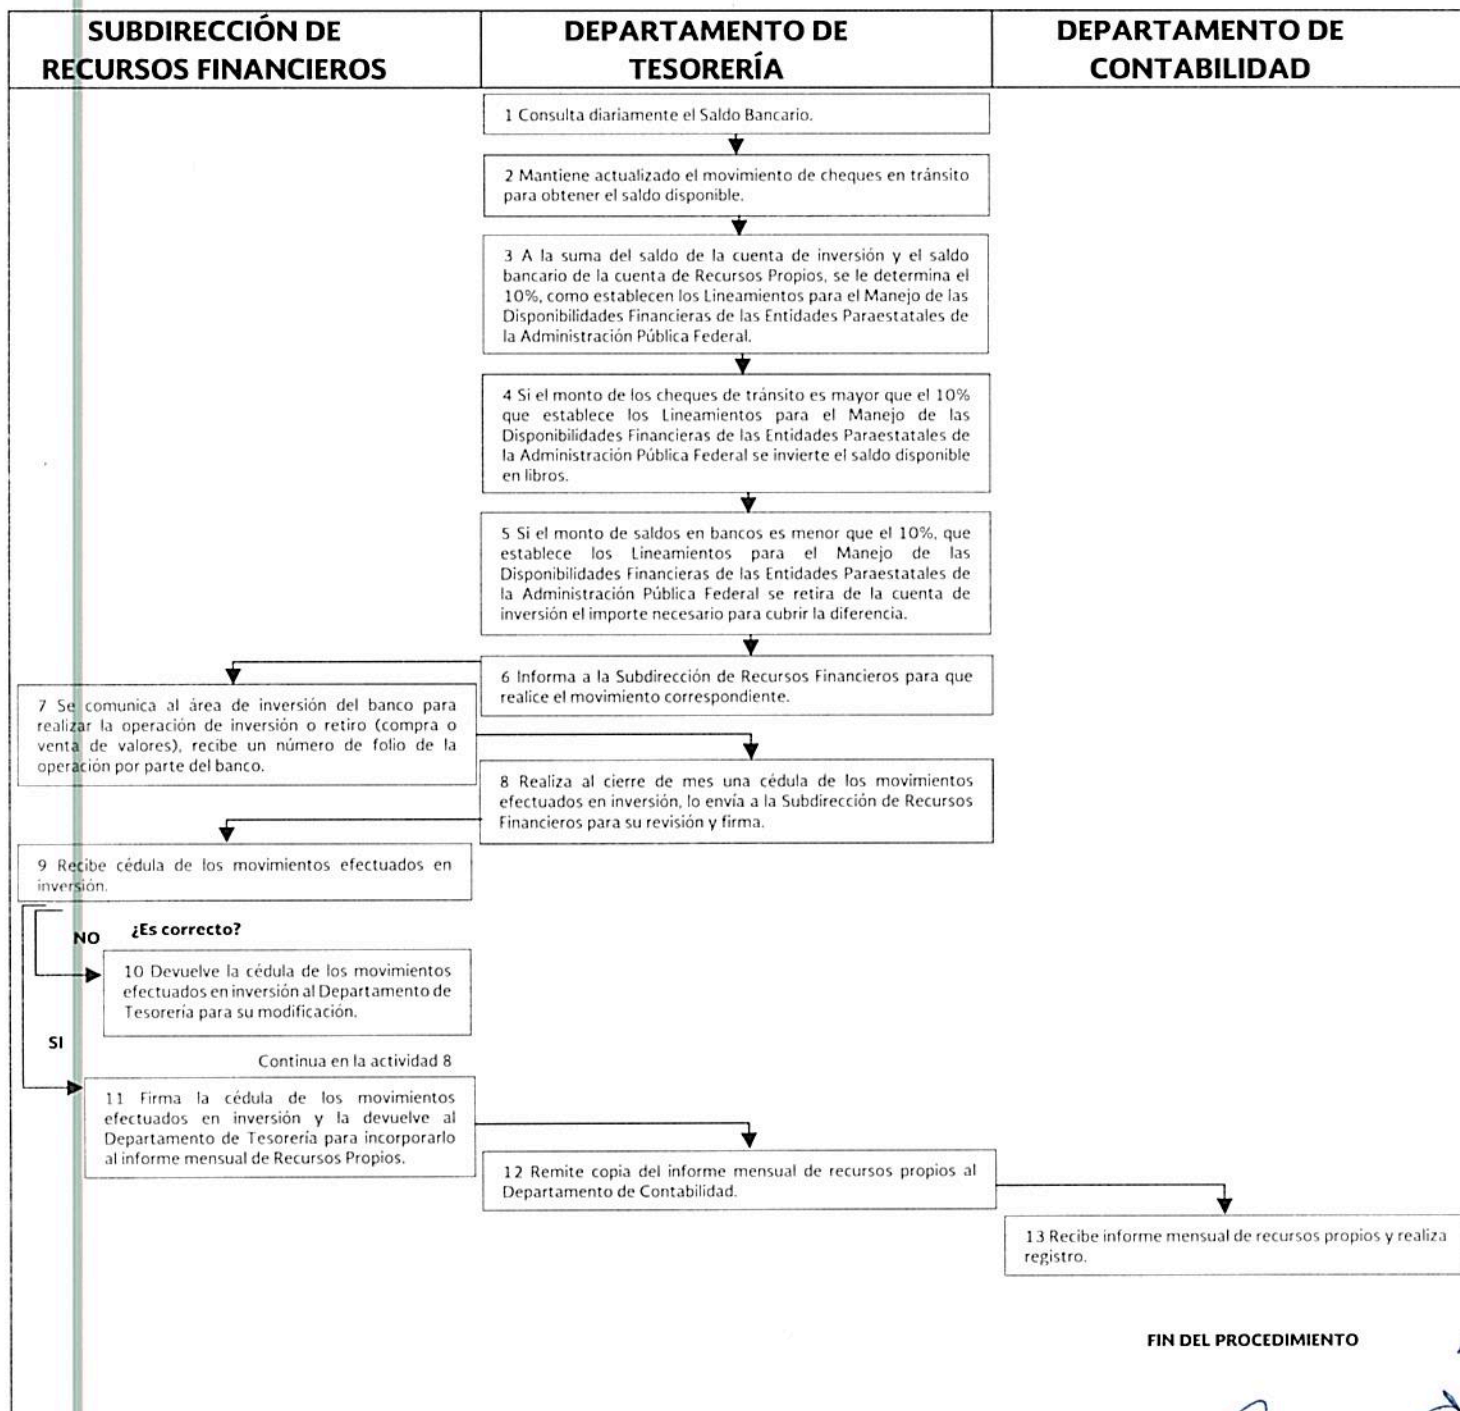 SUBDIRECCIÓN DE
RECURSOS FINANCIEROS
DEPARTAMENTO DE
TESORERÍA
DEPARTAMENTO DE
CONTABILIDAD
1 Consulta diariamente el Saldo Bancario.
2 Mantiene actualizado el movimiento de cheques en tránsito
para obtener el saldo disponible.
3 A la suma del saldo de la cuenta de inversión y el saldo
bancario de la cuenta de Recursos Propios, se le determina el
10%, como establecen los Lineamientos para el Manejo de las
Disponibilidades Financieras de las Entidades Paraestatales de
la Administración Pública Federal.
4 Si el monto de los cheques de tránsito es mayor que el 10%
que establece los Lineamientos para el Manejo de las
Disponibilidades Financieras de las Entidades Paraestatales de
la Administración Pública Federal se invierte el saldo disponible
en libros.
5 Si el monto de saldos en bancos es menor que el 10%, que
establece los Lineamientos para el Manejo de las
Disponibilidades Financieras de las Entidades Paraestatales de
la Administración Pública Federal se retira de la cuenta de
inversión el importe necesario para cubrir la diferencia.
6 Informa a la Subdirección de Recursos Financieros para que
realice el movimiento correspondiente.
7 Se comunica al área de inversión del banco para
realizar la operación de inversión o retiro (compra o
venta de valores), recibe un número de folio de la
operación por parte del banco.
8 Realiza al cierre de mes una cédula de los movimientos
efectuados en inversión, lo envía a la Subdirección de Recursos
Financieros para su revisión y firma.
9 Recibe cédula de los movimientos efectuados en
inversión.
¿Es correcto?
NO
10 Devuelve la cédula de los movimientos
efectuados en inversión al Departamento de
Tesorería para su modificación.
SI
Continua en la actividad 8
11 Firma la cédula de los movimientos
efectuados en inversión y la devuelve al
Departamento de Tesorería para incorporarlo
al informe mensual de Recursos Propios.
12 Remite copia del informe mensual de recursos propios al
Departamento de Contabilidad.
13 Recibe informe mensual de recursos propios y realiza
registro.
FIN DEL PROCEDIMIENTO